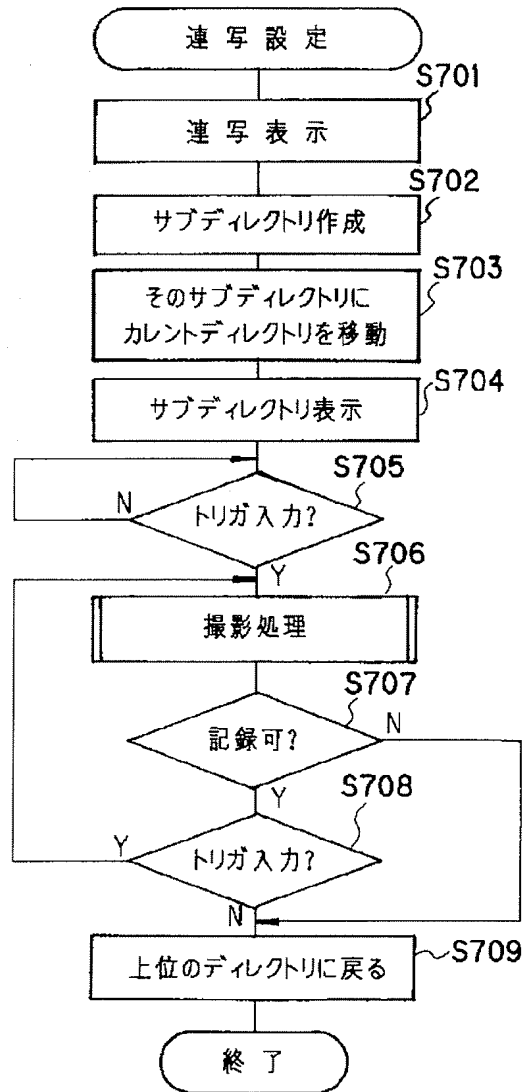 連写設定
S701
連写表示
S702
サブディレクトリ作成
S703
そのサブディレクトリに
カレントディレクトリを移動
S704
サブディレクトリ表示
S705
N
トリガ入力?
Y
S706
撮影処理
S707
記録可?
N
Y
S708
Y
トリガ入力?
N
S709
上位のディレクトリに戻る
終了